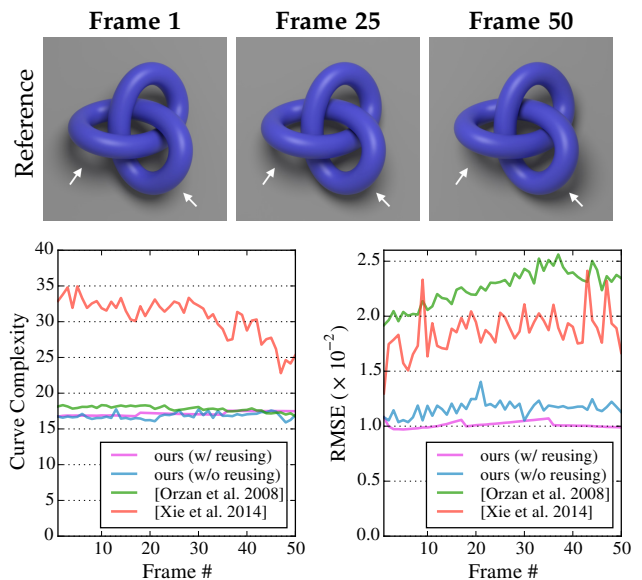 Frame 1 Frame 25 Frame 50
Reference
40
35
30
25
20
15
10
5
0
Curve Complexity
ours (w/ reusing)
ours (w/o reusing)
[Orzan et al. 2008]
[Xie et al. 2014]
10 20 30 40 50
Frame #
2.5
2.0
1.5
1.0
0.5
0.0
RMSE (× 10⁻²)
ours (w/ reusing)
ours (w/o reusing)
[Orzan et al. 2008]
[Xie et al. 2014]
10 20 30 40 50
Frame #